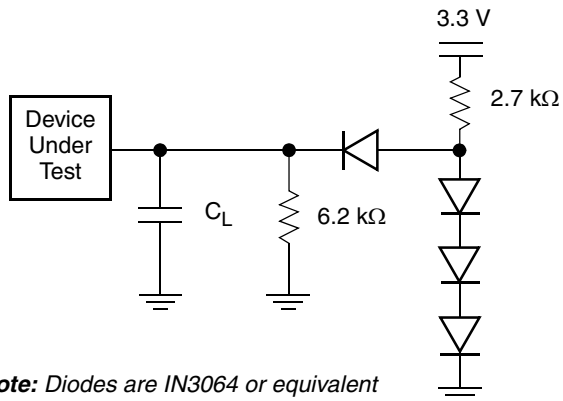 3.3 V
2.7 kΩ
Device
Under
Test
C_L
6.2 kΩ
ote: Diodes are IN3064 or equivalent